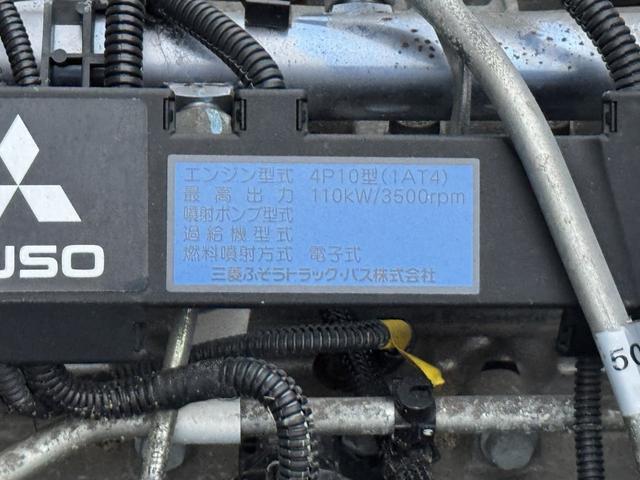 エンジン型式 4P10型(1AT4)
最高出力 110kW/3500rpm
噴射ポンプ型式
過給機型式
燃料噴射方式 電子式
三菱ふそうトラック・バス株式会社
USO
50